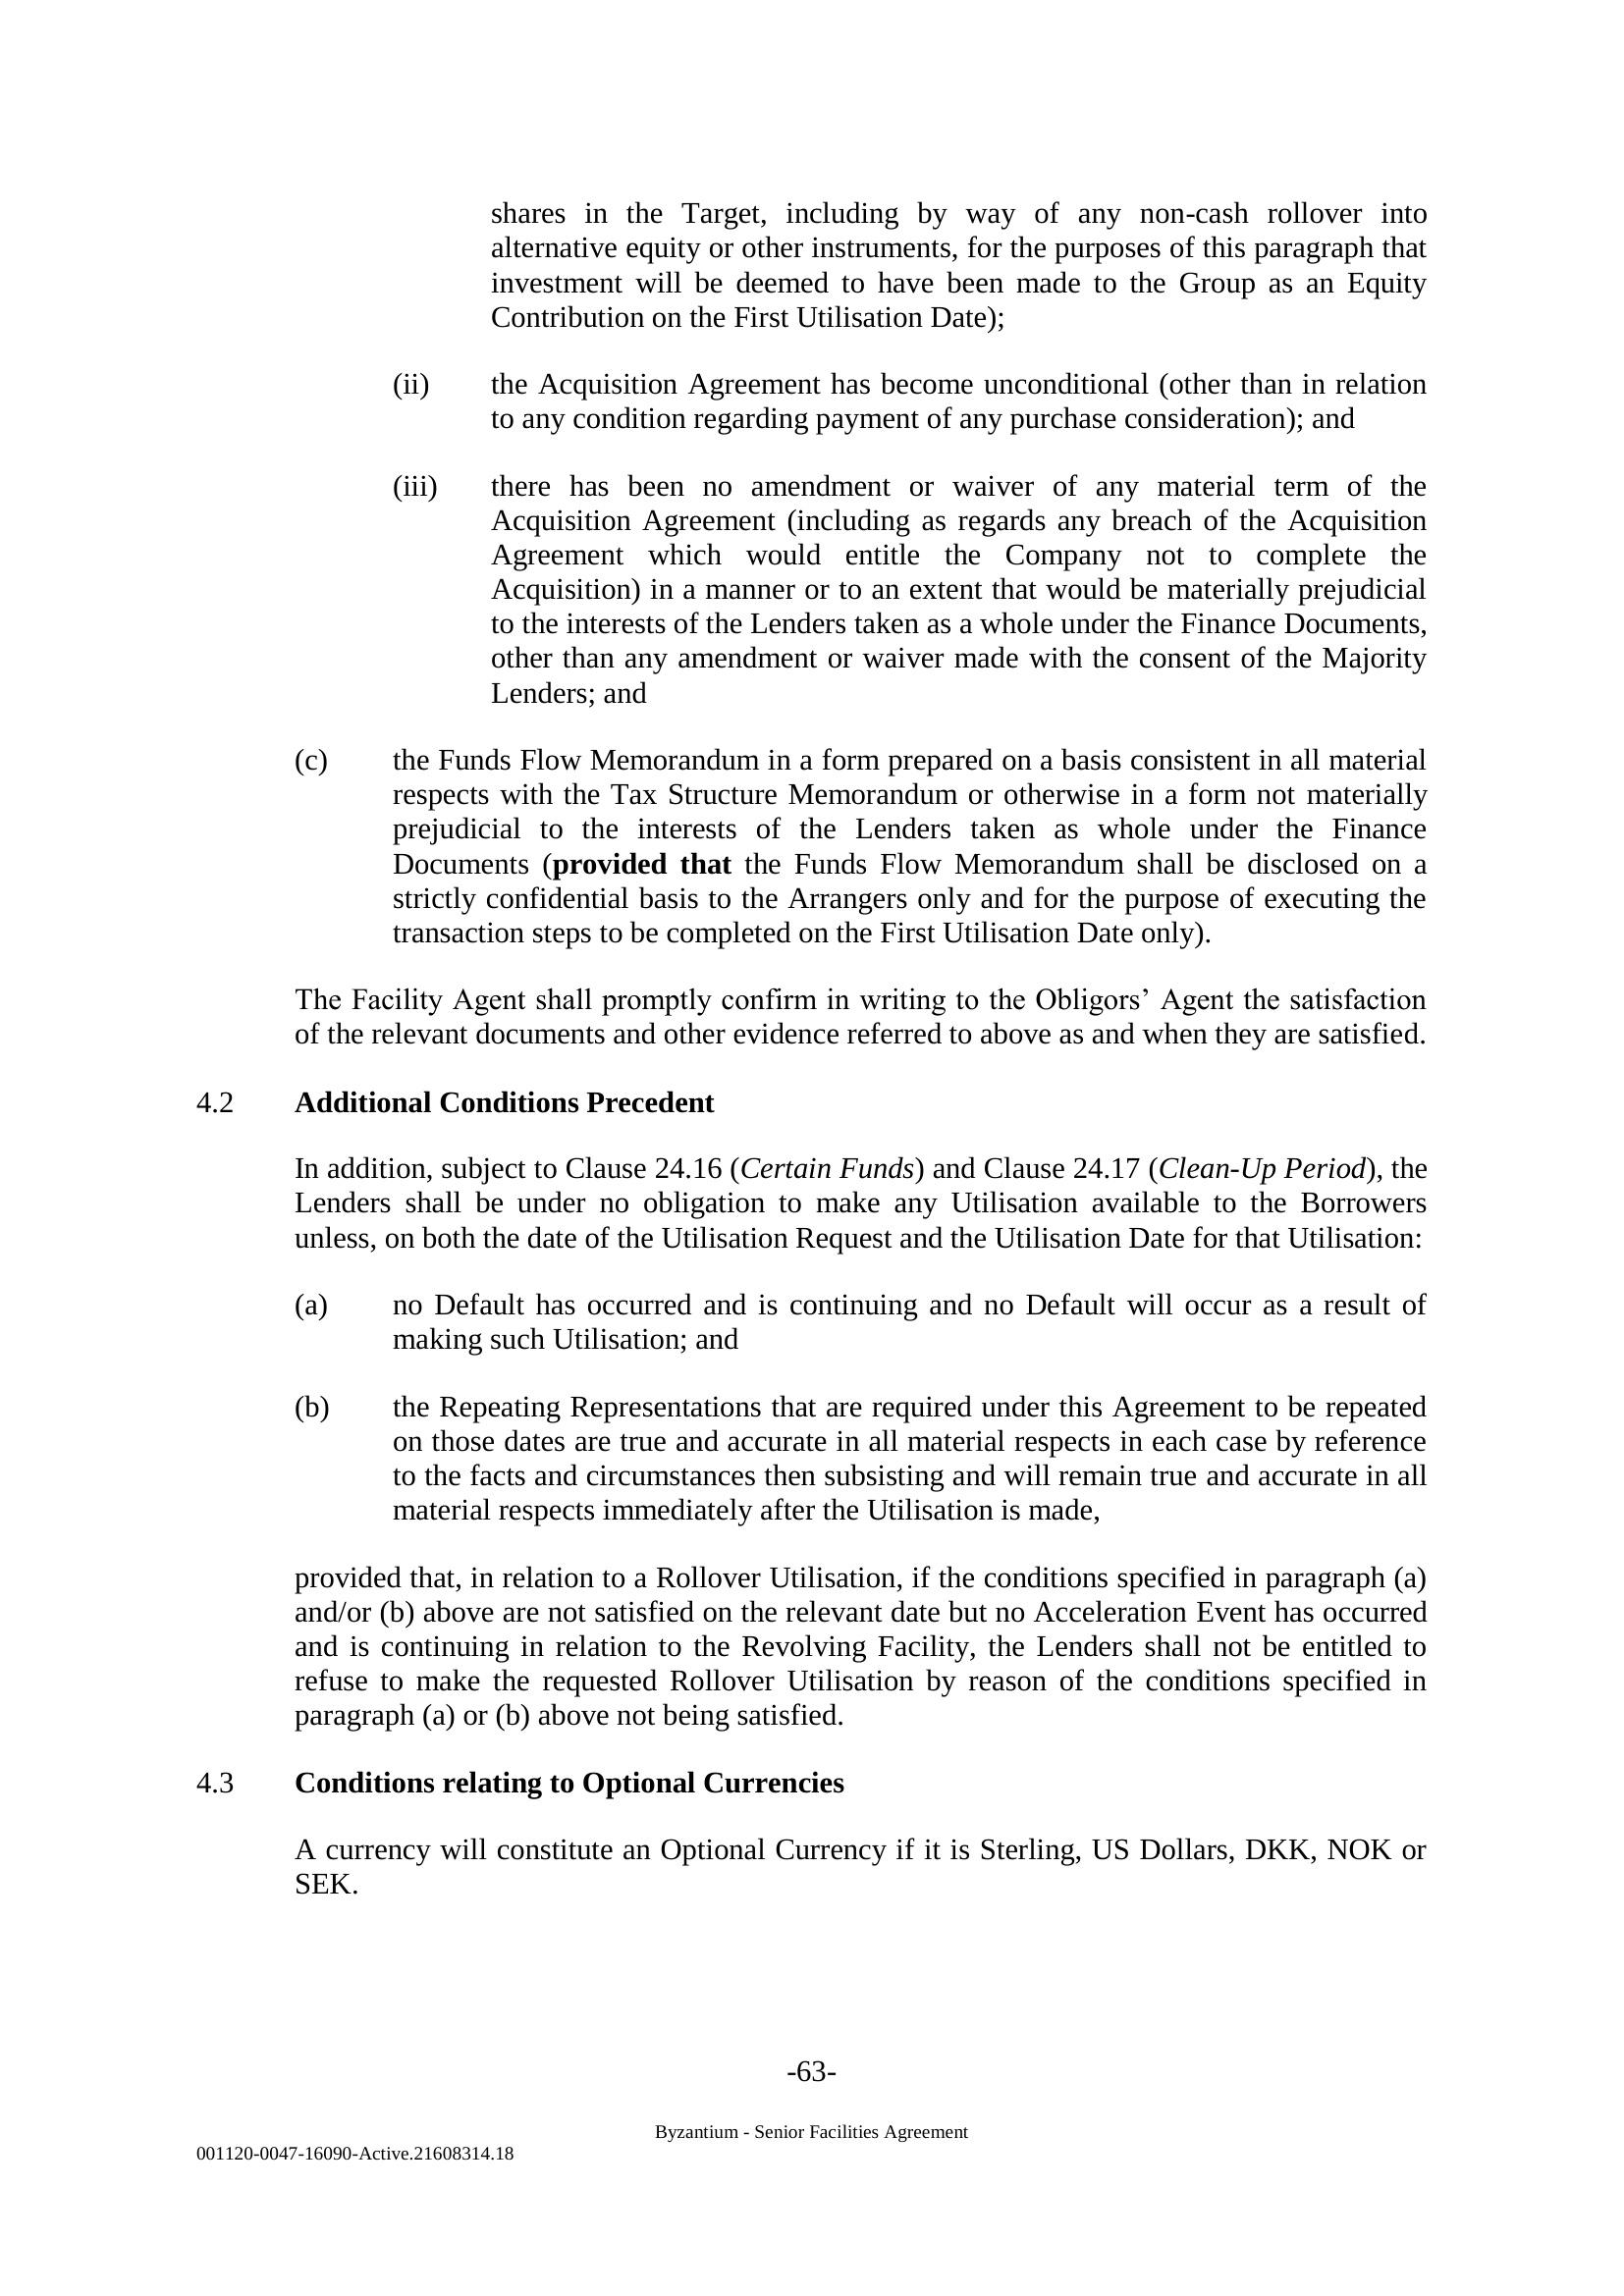 shares in the Target, including by way of any non-cash rollover into
alternative equity or other instruments, for the purposes of this paragraph that
investment will be deemed to have been made to the Group as an Equity
Contribution on the First Utilisation Date);
(ii) the Acquisition Agreement has become unconditional (other than in relation
to any condition regarding payment of any purchase consideration); and
(iii) there has been no amendment or waiver of any material term of the
Acquisition Agreement (including as regards any breach of the Acquisition
Agreement which would entitle the Company not to complete the
Acquisition) in a manner or to an extent that would be materially prejudicial
to the interests of the Lenders taken as a whole under the Finance Documents,
other than any amendment or waiver made with the consent of the Majority
Lenders; and
(c) the Funds Flow Memorandum in a form prepared on a basis consistent in all material
respects with the Tax Structure Memorandum or otherwise in a form not materially
prejudicial to the interests of the Lenders taken as whole under the Finance
Documents (provided that the Funds Flow Memorandum shall be disclosed on a
strictly confidential basis to the Arrangers only and for the purpose of executing the
transaction steps to be completed on the First Utilisation Date only).
The Facility Agent shall promptly confirm in writing to the Obligors’ Agent the satisfaction
of the relevant documents and other evidence referred to above as and when they are satisfied.
4.2 Additional Conditions Precedent
In addition, subject to Clause 24.16 (Certain Funds) and Clause 24.17 (Clean-Up Period), the
Lenders shall be under no obligation to make any Utilisation available to the Borrowers
unless, on both the date of the Utilisation Request and the Utilisation Date for that Utilisation:
(a) no Default has occurred and is continuing and no Default will occur as a result of
making such Utilisation; and
(b) the Repeating Representations that are required under this Agreement to be repeated
on those dates are true and accurate in all material respects in each case by reference
to the facts and circumstances then subsisting and will remain true and accurate in all
material respects immediately after the Utilisation is made,
provided that, in relation to a Rollover Utilisation, if the conditions specified in paragraph (a)
and/or (b) above are not satisfied on the relevant date but no Acceleration Event has occurred
and is continuing in relation to the Revolving Facility, the Lenders shall not be entitled to
refuse to make the requested Rollover Utilisation by reason of the conditions specified in
paragraph (a) or (b) above not being satisfied.
4.3 Conditions relating to Optional Currencies
A currency will constitute an Optional Currency if it is Sterling, US Dollars, DKK, NOK or
SEK.
-63-
Byzantium - Senior Facilities Agreement
001120-0047-16090-Active.21608314.18